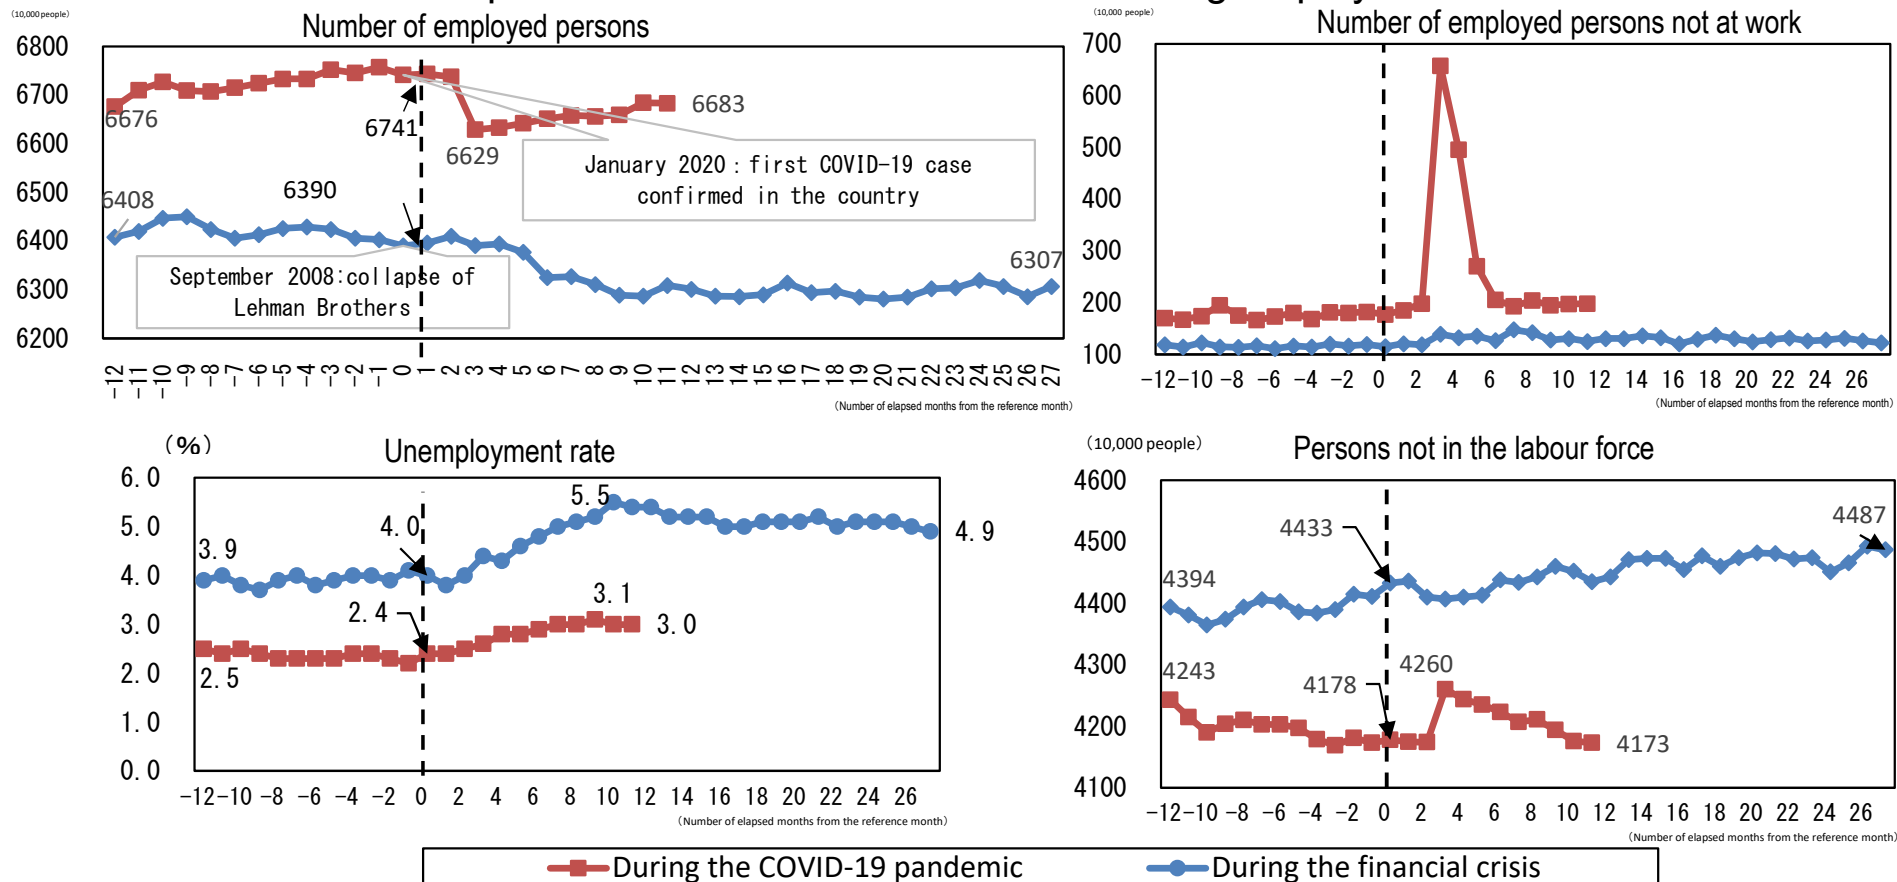 (10,000 people)
Number of employed persons
6800
6700
6600
6500
6400
6300
6200
6676
6741
6629
6683
6408
6390
6307
January 2020：first COVID-19 case
confirmed in the country
September 2008:collapse of
Lehman Brothers
-12 -11 -10 -9 -8 -7 -6 -5 -4 -3 -2 -1 0 1 2 3 4 5 6 7 8 9 10 11 12 13 14 15 16 17 18 19 20 21 22 23 24 25 26 27
(Number of elapsed months from the reference month)
(10,000 people)
Number of employed persons not at work
700
600
500
400
300
200
100
-12 -10 -8 -6 -4 -2 0 2 4 6 8 10 12 14 16 18 20 22 24 26
(Number of elapsed months from the reference month)
(%)
Unemployment rate
6.0
5.0
4.0
3.0
2.0
1.0
0.0
3.9
4.0
5.5
4.9
2.5
2.4
3.1
3.0
-12 -10 -8 -6 -4 -2 0 2 4 6 8 10 12 14 16 18 20 22 24 26
(Number of elapsed months from the reference month)
(10,000 people)
Persons not in the labour force
4600
4500
4400
4300
4200
4100
4394
4433
4487
4243
4178
4260
4173
-12 -10 -8 -6 -4 -2 0 2 4 6 8 10 12 14 16 18 20 22 24 26
(Number of elapsed months from the reference month)
During the COVID-19 pandemic
During the financial crisis